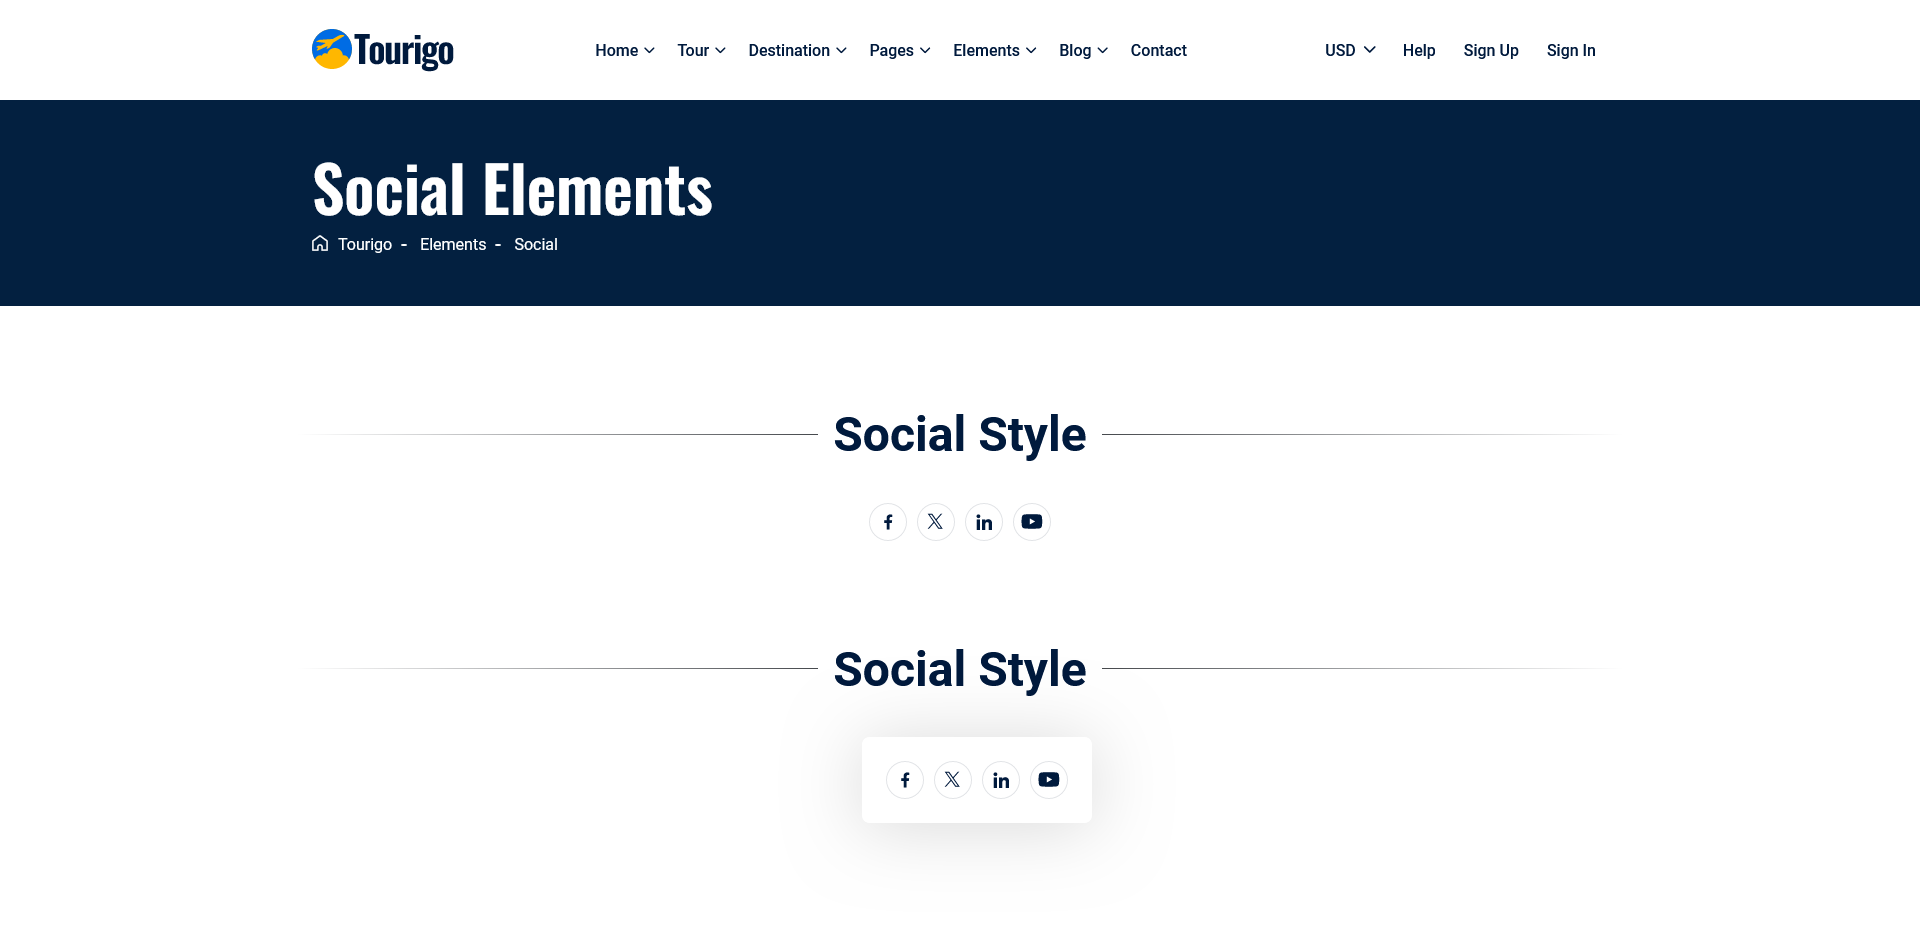 Tourigo
Home Tour Destination Pages Elements Blog Contact
USD Help Sign Up Sign In
Social Elements
Tourigo - Elements - Social
Social Style
Social Style